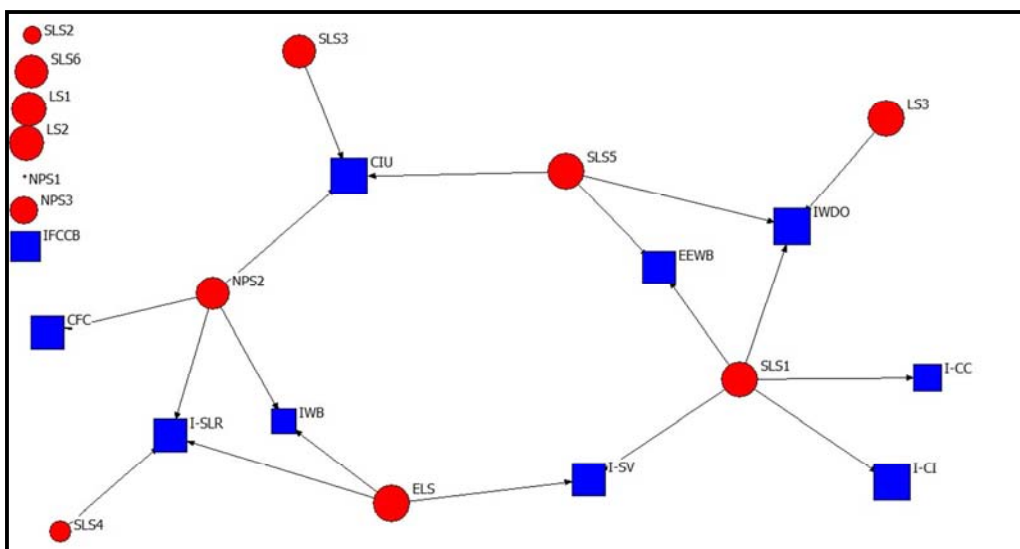 SLS2
SLS6
LS1
LS2
NPS1
NPS3
IFCCB
SLS3
LS3
CIU
SLS5
IWDO
EEWB
NPS2
CFC
SLS1
I-CC
I-SLR
IWB
I-SV
I-CI
ELS
SLS4